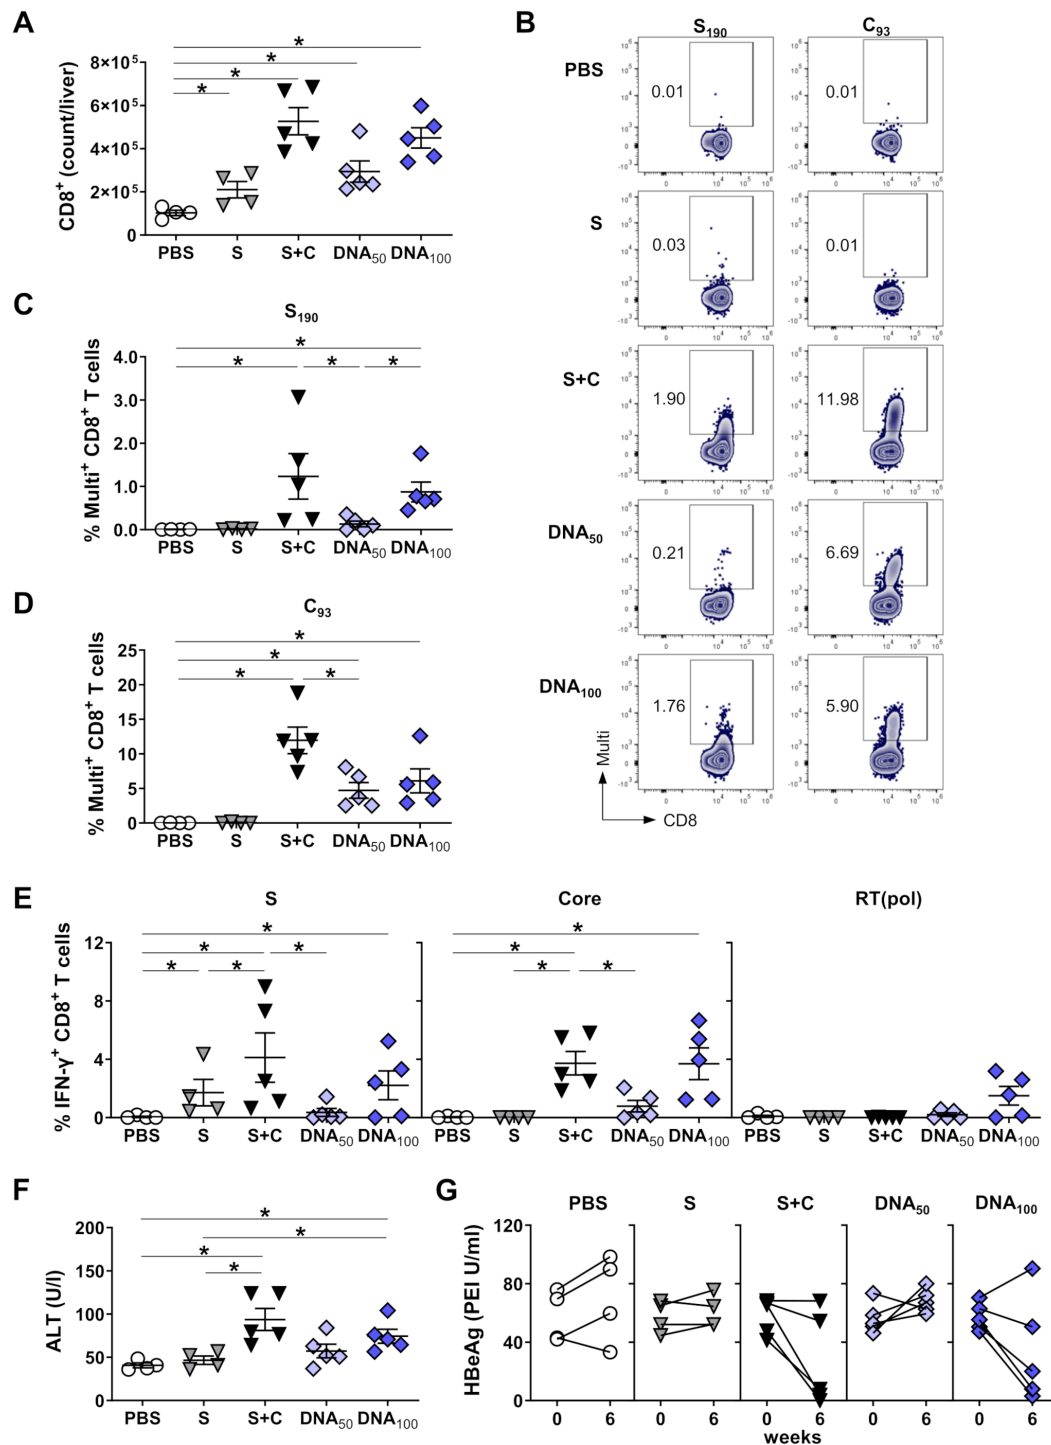 A
CD8⁺ (count/liver)
8×10⁵
6×10⁵
4×10⁵
2×10⁵
0
* * * *
PBS S S+C DNA₅₀ DNA₁₀₀
B
S₁₉₀ C₉₃
PBS 0.01 0.01
S 0.03 0.01
S+C 1.90 11.98
DNA₅₀ 0.21 6.69
DNA₁₀₀ 1.76 5.90
Multi
CD8
C
S₁₉₀
% Multi⁺ CD8⁺ T cells
4.0
3.0
2.0
1.0
0.0
* * * *
PBS S S+C DNA₅₀ DNA₁₀₀
D
C₉₃
% Multi⁺ CD8⁺ T cells
25
20
15
10
5
0
* * * *
PBS S S+C DNA₅₀ DNA₁₀₀
E
S Core RT(pol)
% IFN-γ⁺ CD8⁺ T cells
12
8
4
0
* * * * *
* * * *
PBS S S+C DNA₅₀ DNA₁₀₀ PBS S S+C DNA₅₀ DNA₁₀₀ PBS S S+C DNA₅₀ DNA₁₀₀
F
ALT (U/l)
200
150
100
50
0
* * * *
PBS S S+C DNA₅₀ DNA₁₀₀
G
PBS S S+C DNA₅₀ DNA₁₀₀
HBeAg (PEI U/ml)
120
80
40
0
0 6 0 6 0 6 0 6 0 6
weeks